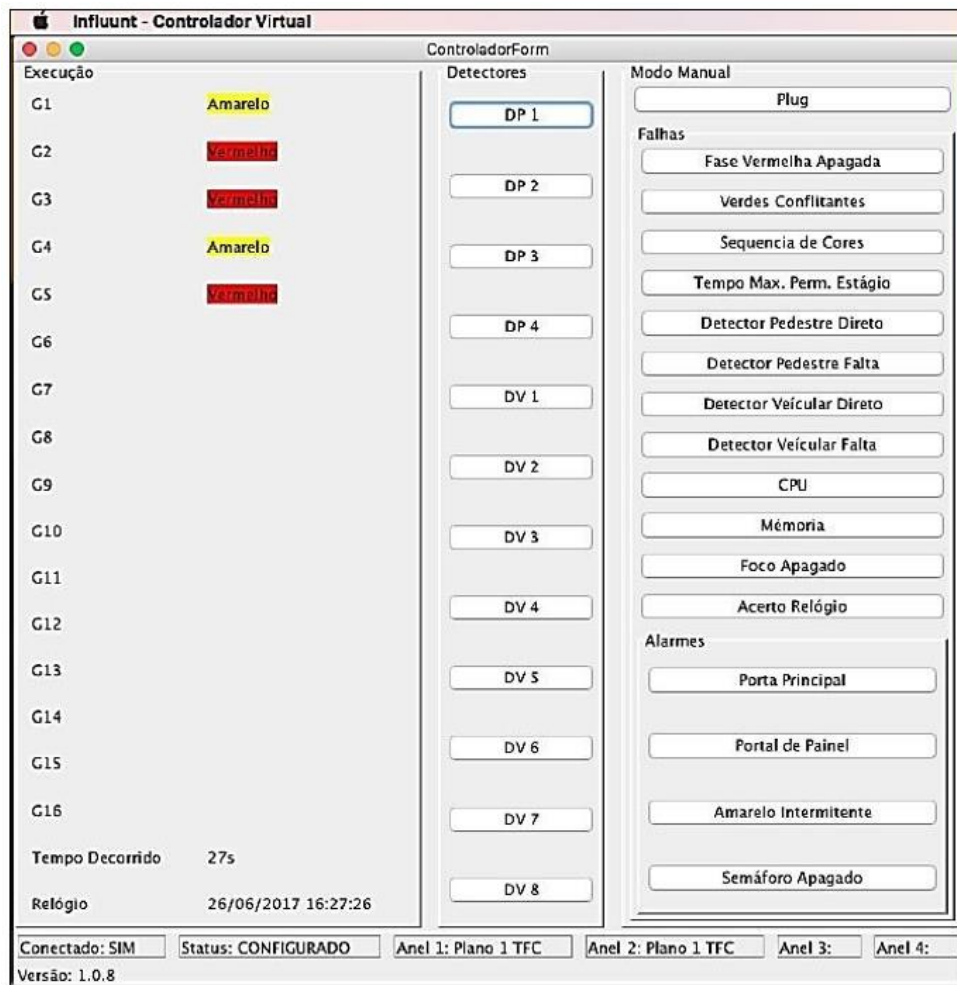 Influunt - Controlador Virtual
ControladorForm
Execução
G1 Amarelo
G2 Vermelho
G3 Vermelho
G4 Amarelo
G5 Vermelho
G6
G7
G8
G9
G10
G11
G12
G13
G14
G15
G16
Tempo Decorrido 27s
Relógio 26/06/2017 16:27:26
Detectores
DP 1
DP 2
DP 3
DP 4
DV 1
DV 2
DV 3
DV 4
DV 5
DV 6
DV 7
DV 8
Modo Manual
Plug
Falhas
Fase Vermelha Apagada
Verdes Conflitantes
Sequencia de Cores
Tempo Max. Perm. Estágio
Detector Pedestre Direto
Detector Pedestre Falta
Detector Veícular Direto
Detector Veícular Falta
CPU
Mémoria
Foco Apagado
Acerto Relógio
Alarmes
Porta Principal
Portal de Painel
Amarelo Intermitente
Semáforo Apagado
Conectado: SIM Status: CONFIGURADO Anel 1: Plano 1 TFC Anel 2: Plano 1 TFC Anel 3: Anel 4:
Versão: 1.0.8